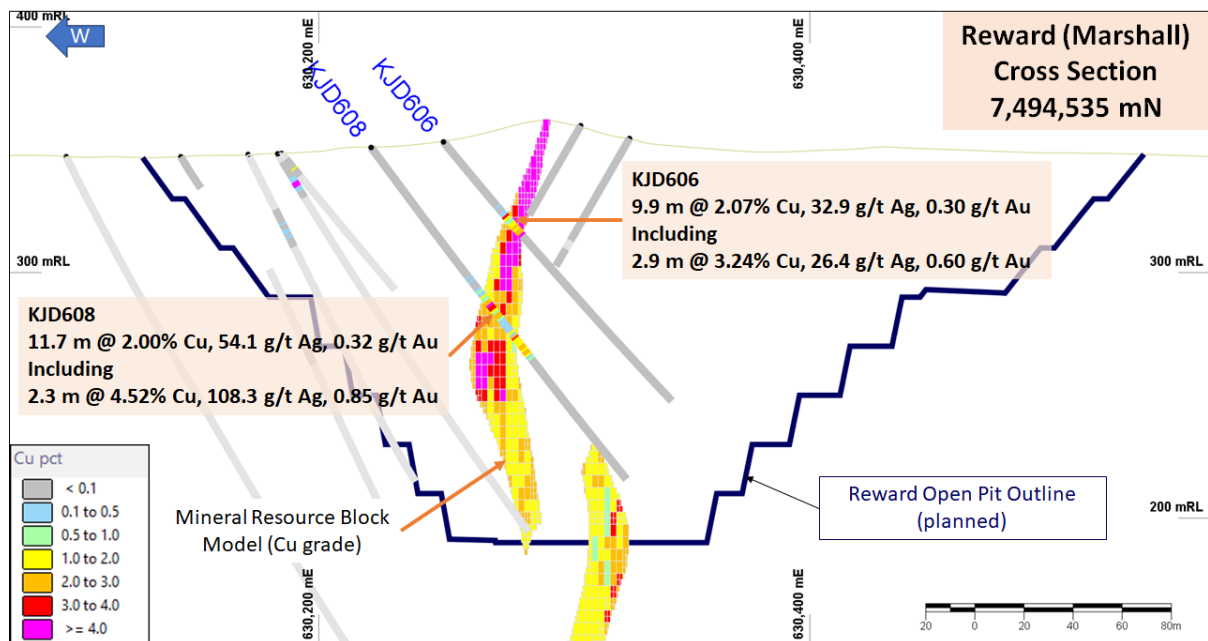 400 mRL
W
630,200 mE
630,400 mE
Reward (Marshall)
Cross Section
7,494,535 mN
KJD608
KJD606
KJD606
9.9 m @ 2.07% Cu, 32.9 g/t Ag, 0.30 g/t Au
Including
2.9 m @ 3.24% Cu, 26.4 g/t Ag, 0.60 g/t Au
300 mRL
300 mRL
KJD608
11.7 m @ 2.00% Cu, 54.1 g/t Ag, 0.32 g/t Au
Including
2.3 m @ 4.52% Cu, 108.3 g/t Ag, 0.85 g/t Au
Cu pct
< 0.1
0.1 to 0.5
0.5 to 1.0
1.0 to 2.0
2.0 to 3.0
3.0 to 4.0
>= 4.0
Mineral Resource Block
Model (Cu grade)
Reward Open Pit Outline
(planned)
200 mRL
630,200 mE
630,400 mE
20 0 20 40 60 80m